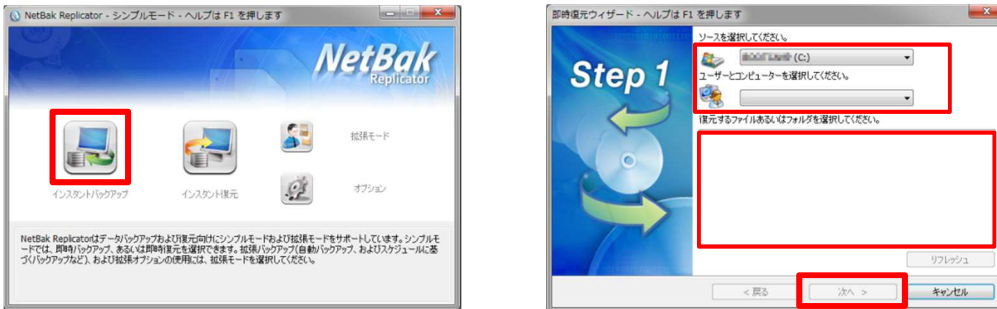 NetBak Replicator - シンプルモード - ヘルプは F1 を押します
NetBak
Replicator
拡張モード
インスタントバックアップ
インスタント復元
オプション
NetBak Replicatorはデータバックアップおよび復元向けにシンプルモードおよび拡張モードをサポートしています。シンプルモ
ードでは、即時バックアップ、あるいは即時復元を選択できます。拡張バックアップ(自動バックアップ、およびスケジュールに基
づくバックアップなど)、および拡張オプションの使用には、拡張モードを選択してください。
即時復元ウィザード - ヘルプは F1 を押します
Step 1
ソースを選択してください。
(C:)
ユーザーとコンピューターを選択してください。
復元するファイルあるいはフォルダを選択してください。
リフレッシュ
< 戻る
次へ >
キャンセル